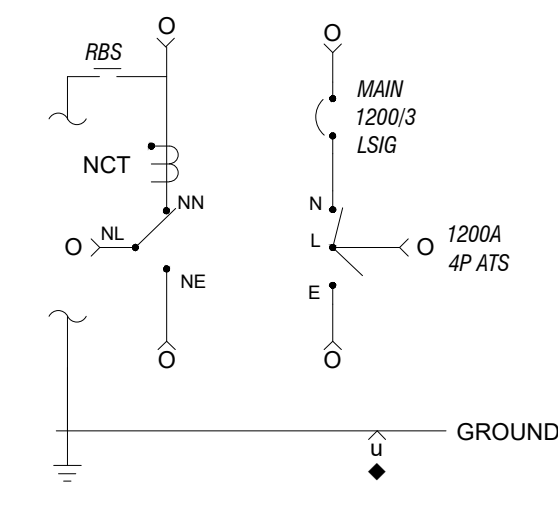 O
O
RBS
MAIN
1200/3
LSIG
NCT
NN
N
O
NL
L
O
1200A
4P ATS
NE
E
O
O
GROUND
u